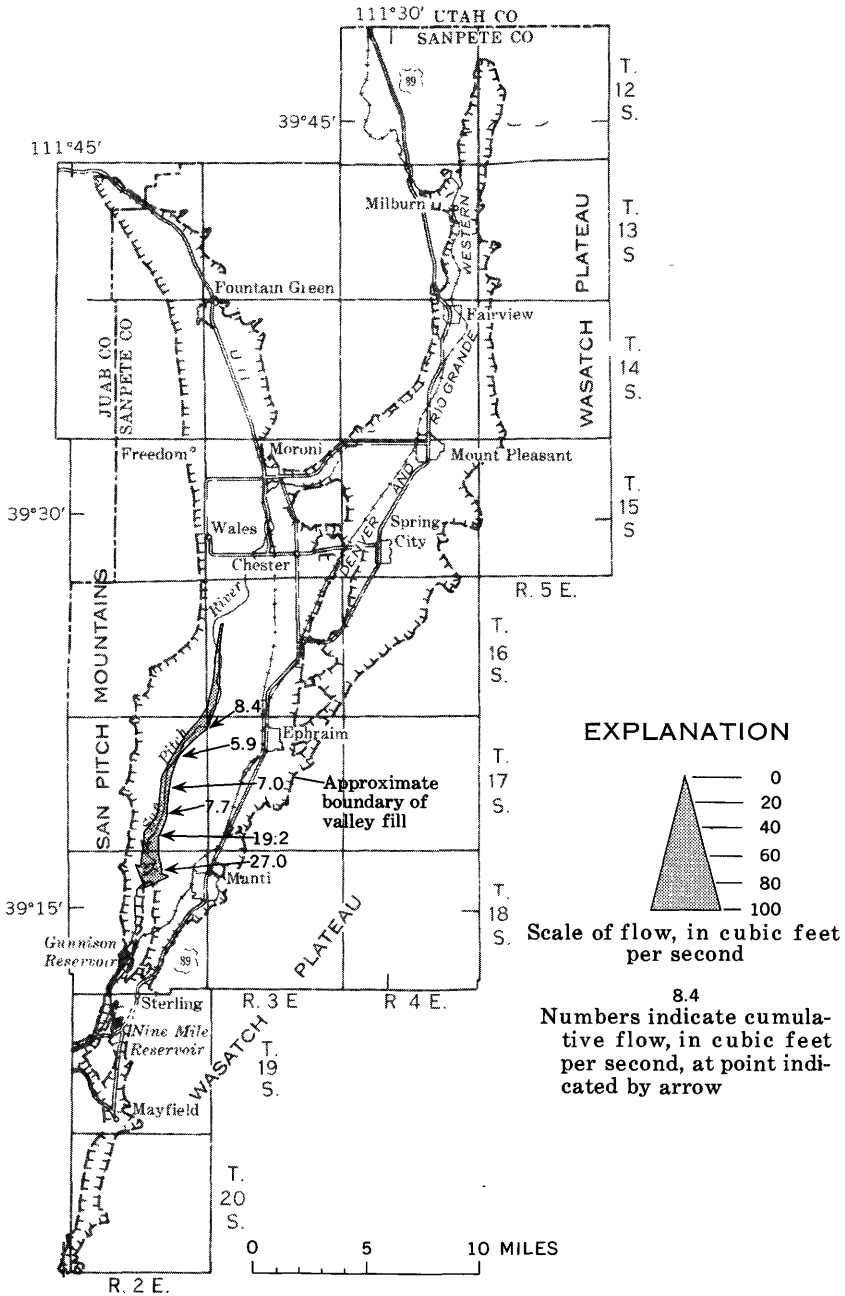 111°30′ UTAH CO
SANPETE CO
T.
12
S.
89
39°45′
111°45′
Milburn
WESTERN
PLATEAU
T.
13
S
Fountain Green
Fairview
JUAB CO
SANPETE CO
U II
RIO GRANDE
WASATCH
T.
14
S.
Freedom
Moroni
AND
Mount Pleasant
T.
15
S
39°30′
Wales
Spring
City
Chester
DENVER
R. 5 E.
River
SAN PITCH MOUNTAINS
T.
16
S.
8.4
Pitch
Ephraim
5.9
7.0
Approximate
boundary of
valley fill
7.7
19.2
27.0
T.
17
S.
Manti
T.
18
S.
39°15′
PLATEAU
Gunnison
Reservoir
89
Sterling
R. 3 E
R 4 E.
Nine Mile
Reservoir
WASATCH
T.
19
S.
Mayfield
T.
20
S.
R. 2 E.
0 5 10 MILES
EXPLANATION
0
20
40
60
80
100
Scale of flow, in cubic feet
per second
8.4
Numbers indicate cumula-
tive flow, in cubic feet
per second, at point indi-
cated by arrow